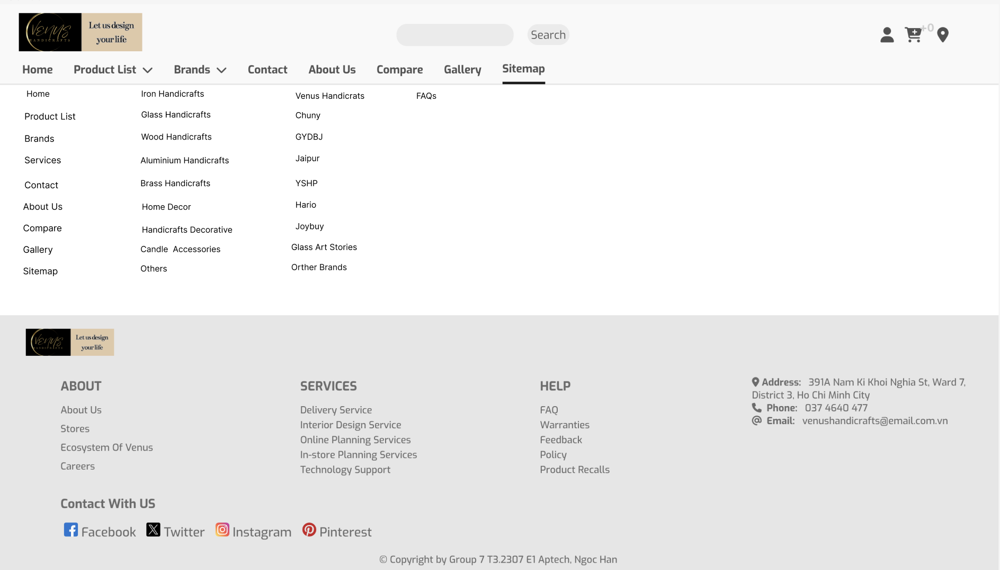 VENUS
HANDICRAFTS
Let us design
your life
Search
+0
Home
Product List
Brands
Contact
About Us
Compare
Gallery
Sitemap
Home
Product List
Brands
Services
Contact
About Us
Compare
Gallery
Sitemap
Iron Handicrafts
Glass Handicrafts
Wood Handicrafts
Aluminium Handicrafts
Brass Handicrafts
Home Decor
Handicrafts Decorative
Candle Accessories
Others
Venus Handicrats
Chuny
GYDBJ
Jaipur
YSHP
Hario
Joybuy
Glass Art Stories
Orther Brands
FAQs
VENUS
HANDICRAFTS
Let us design
your life
ABOUT
About Us
Stores
Ecosystem Of Venus
Careers
SERVICES
Delivery Service
Interior Design Service
Online Planning Services
In-store Planning Services
Technology Support
HELP
FAQ
Warranties
Feedback
Policy
Product Recalls
Address: 391A Nam Ki Khoi Nghia St, Ward 7,
District 3, Ho Chi Minh City
Phone: 037 4640 477
Email: venushandicrafts@email.com.vn
Contact With US
Facebook
Twitter
Instagram
Pinterest
© Copyright by Group 7 T3.2307 E1 Aptech, Ngoc Han